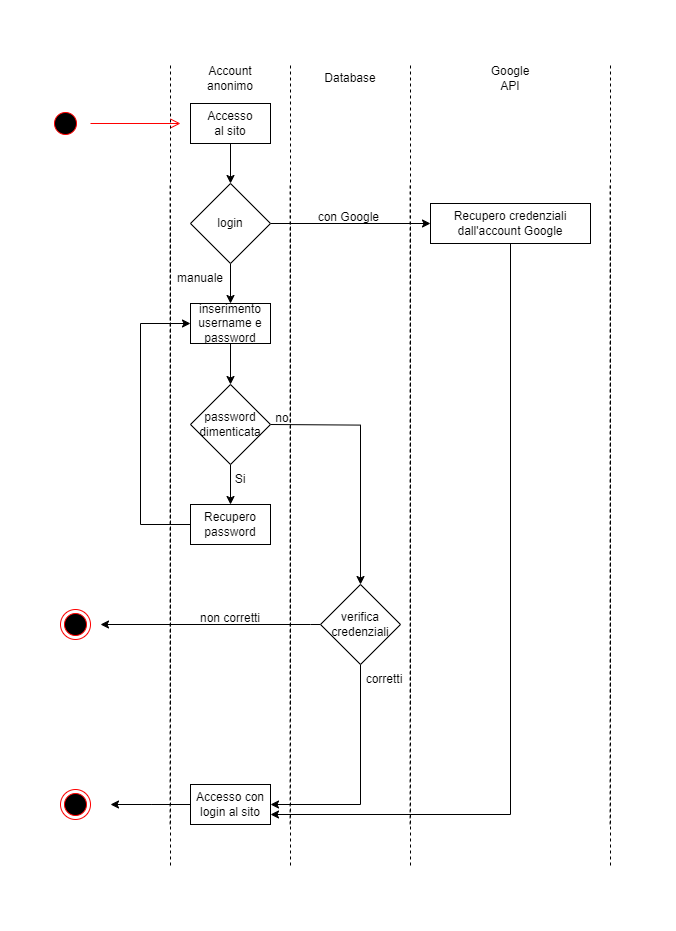 Account
anonimo
Database
Google
API
Accesso
al sito
login
con Google
Recupero credenziali
dall'account Google
manuale
inserimento
username e
password
password
dimenticata
no
Si
Recupero
password
non corretti
verifica
credenziali
corretti
Accesso con
login al sito